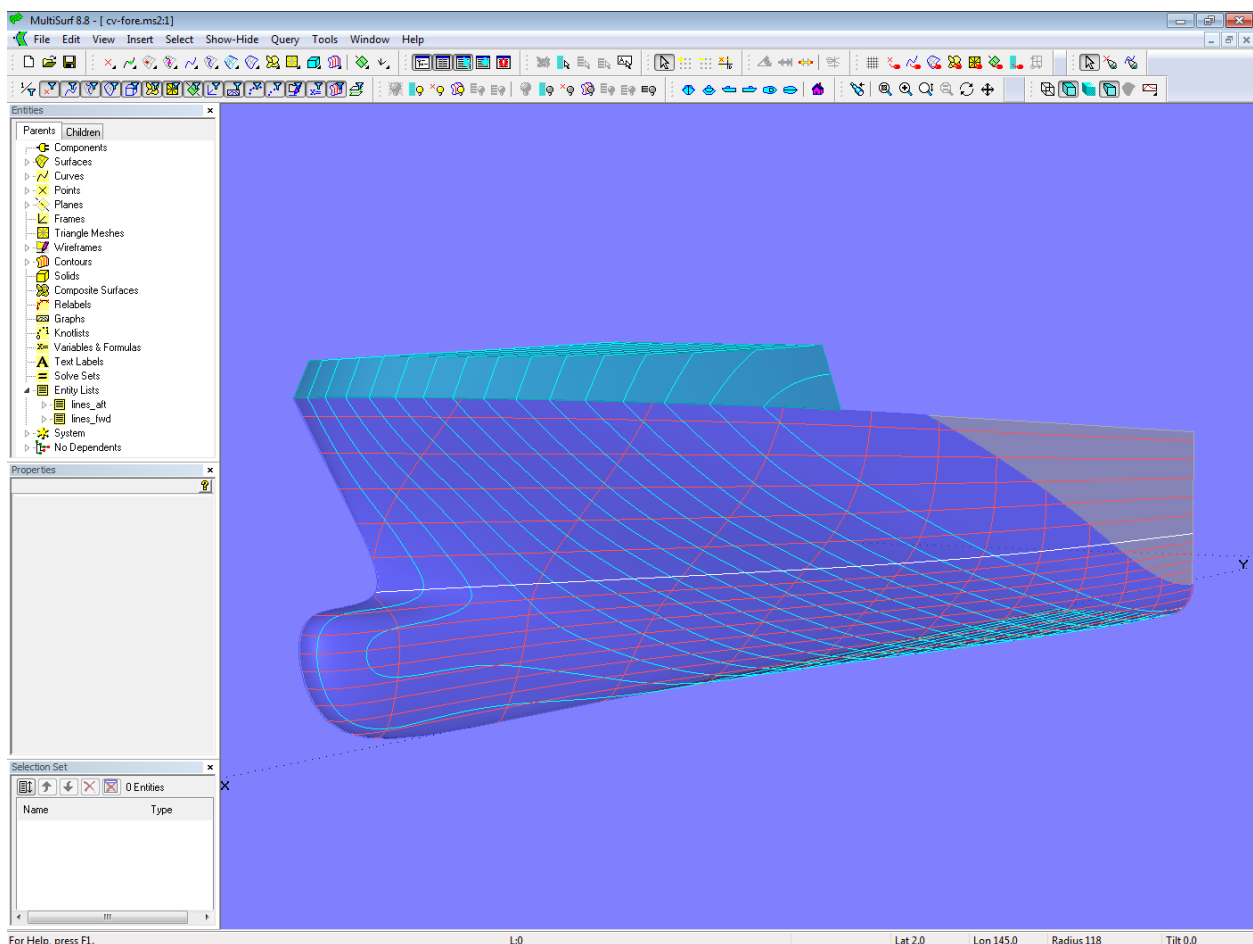 MultiSurf 8.8 - [ cv-fore.ms2:1]
File Edit View Insert Select Show-Hide Query Tools Window Help
Entities
Parents Children
Components
Surfaces
Curves
Points
Planes
Frames
Triangle Meshes
Wireframes
Contours
Solids
Composite Surfaces
Relabels
Graphs
Knotlists
Variables & Formulas
Text Labels
Solve Sets
Entity Lists
lines_aft
lines_fwd
System
No Dependents
Properties
Selection Set
0 Entities
Name Type
X
Y
For Help, press F1. L:0 Lat 2.0 Lon 145.0 Radius 118 Tilt 0.0